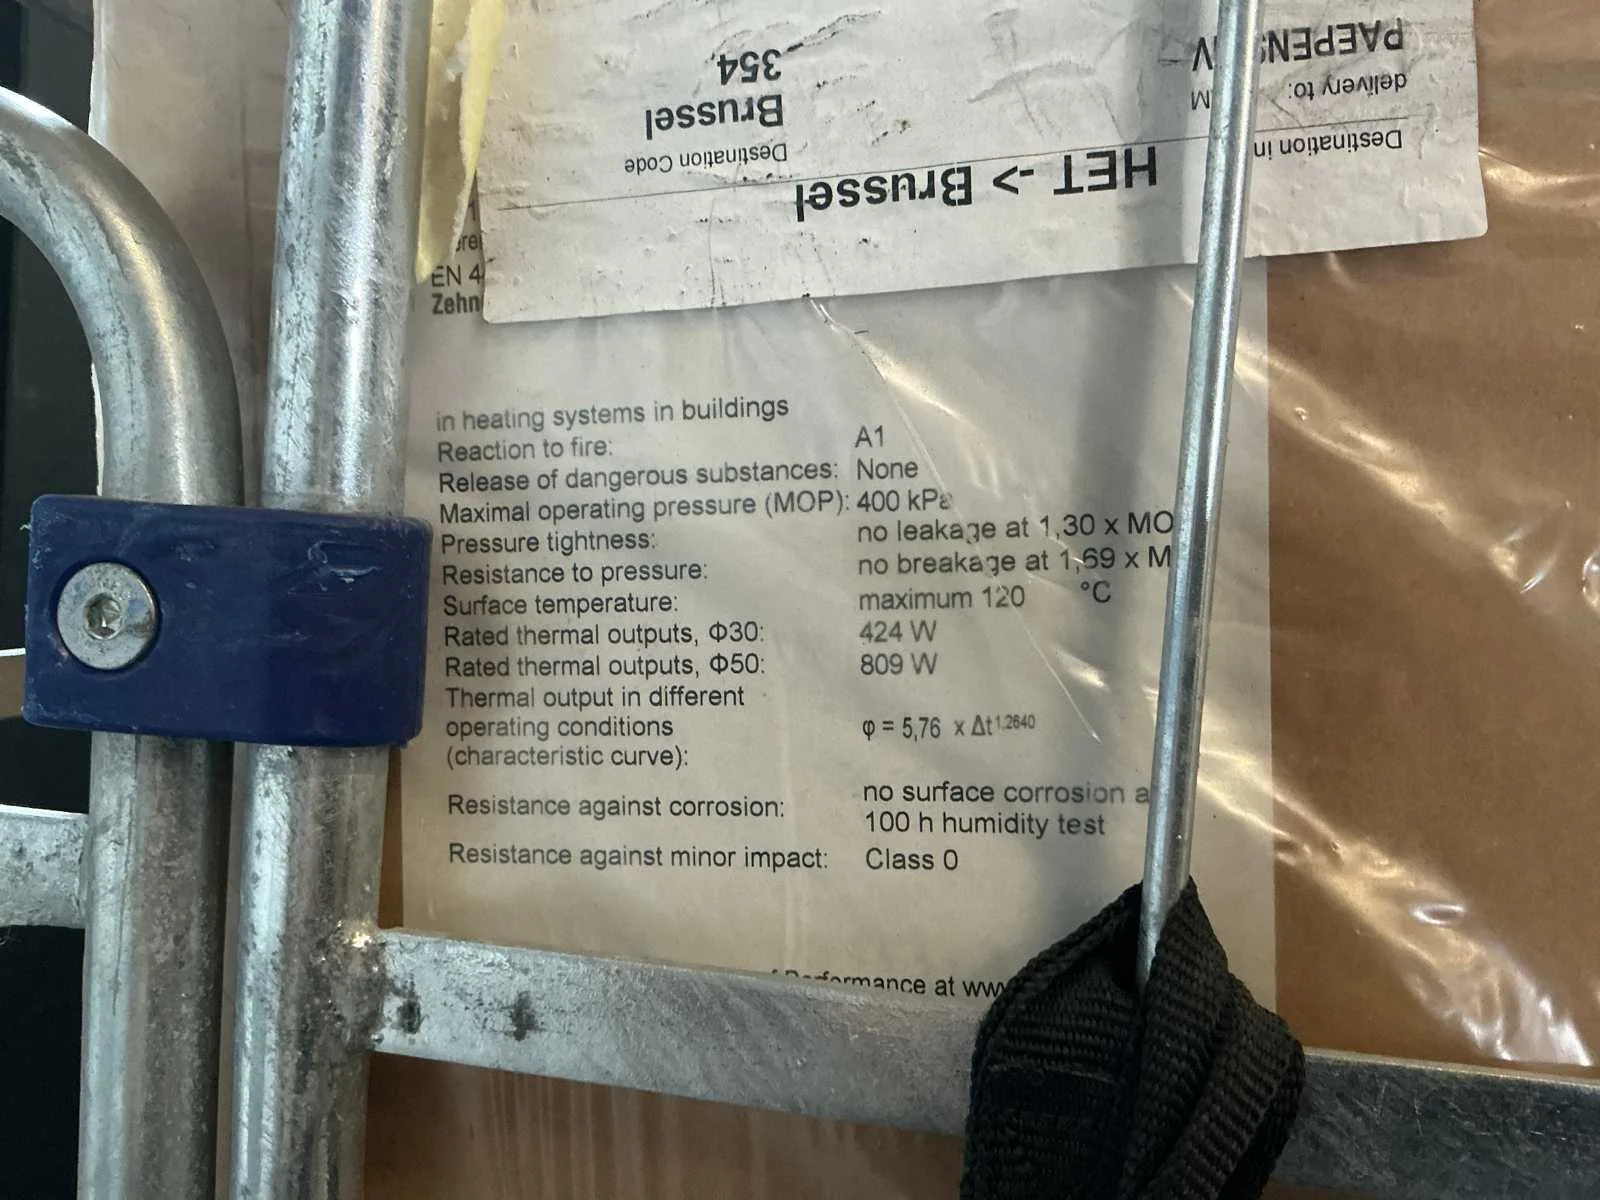 delivery to:
Destination in
HET -> Brussel
Destination Code
Brussel
354
EN 4
Zehn
in heating systems in buildings
Reaction to fire: A1
Release of dangerous substances: None
Maximal operating pressure (MOP): 400 kPa
Pressure tightness: no leakage at 1,30 x MO
Resistance to pressure: no breakage at 1,69 x M
Surface temperature: maximum 120 °C
Rated thermal outputs, Φ30: 424 W
Rated thermal outputs, Φ50: 809 W
Thermal output in different
operating conditions φ = 5,76 x Δt1.2640
(characteristic curve):
Resistance against corrosion: no surface corrosion a
100 h humidity test
Resistance against minor impact: Class 0
ormance at www